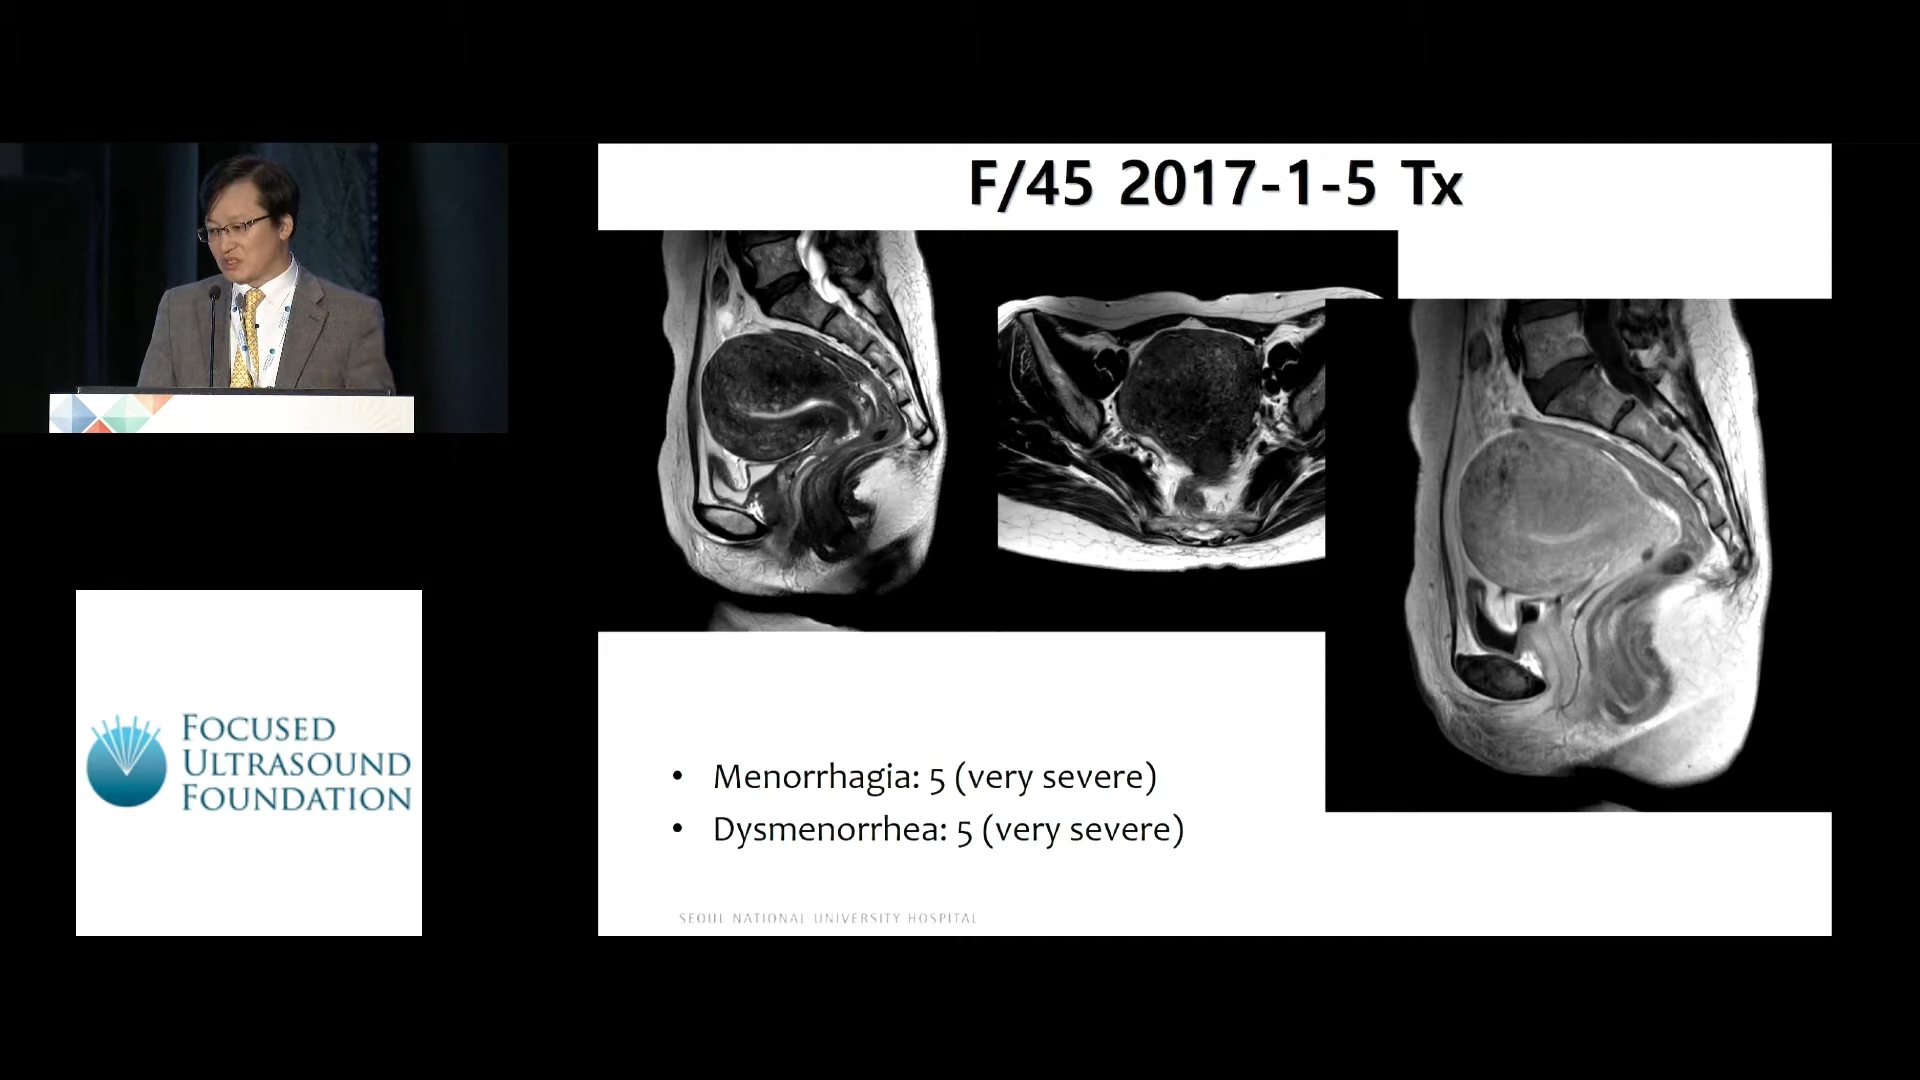 F/45 2017-1-5 Tx
FOCUSED
ULTRASOUND
FOUNDATION
• Menorrhagia: 5 (very severe)
• Dysmenorrhea: 5 (very severe)
SEOUL NATIONAL UNIVERSITY HOSPITAL